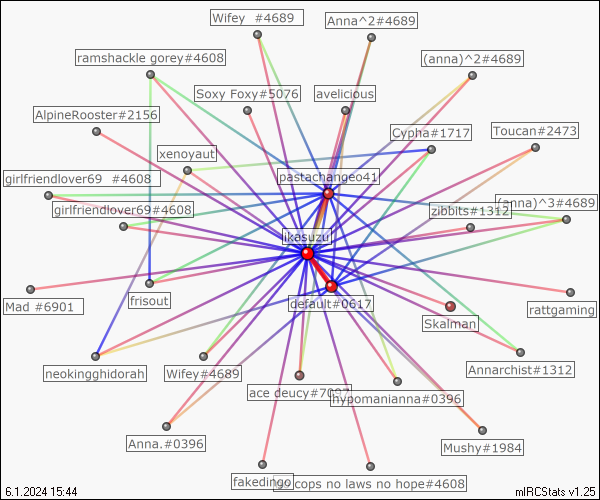 Wifey  #4689
Anna^2#4689
ramshackle gorey#4608
(anna)^2#4689
Soxy Foxy#5076
avelicious
AlpineRooster#2156
Cypha#1717
Toucan#2473
xenoyaut
pastachangeo41
girlfriendlover69  #4608
(anna)^3#4689
girlfriendlover69#4608
zibbits#1312
ikasuzu
Mad #6901
frisout
default#0617
rattgaming
Skalman
neokingghidorah
Wifey#4689
Annarchist#1312
ace deucy#7097
hypomanianna#0396
Anna.#0396
Mushy#1984
fakedingo
cops no laws no hope#4608
6.1.2024 15:44
mIRCStats v1.25